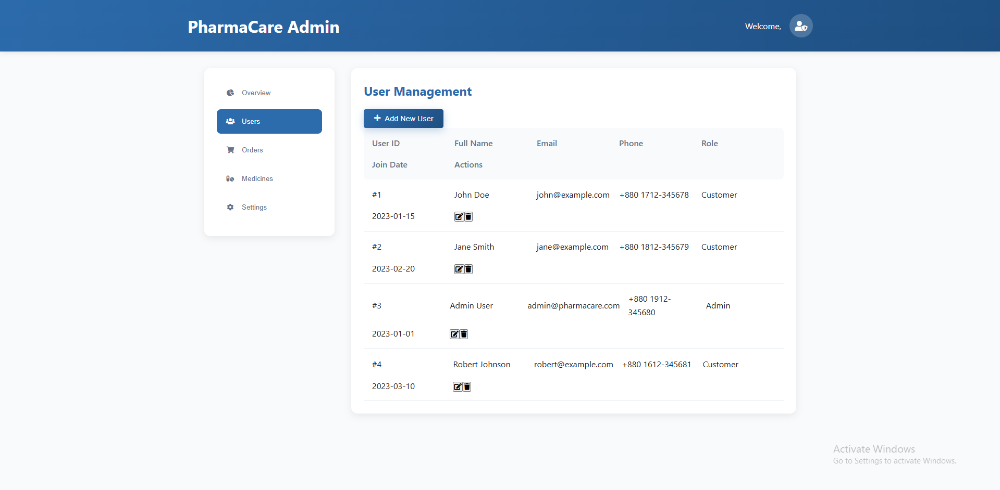 PharmaCare Admin
Welcome,
Overview
Users
Orders
Medicines
Settings
User Management
Add New User
User ID Full Name Email Phone Role
Join Date Actions
#1 John Doe john@example.com +880 1712-345678 Customer
2023-01-15
#2 Jane Smith jane@example.com +880 1812-345679 Customer
2023-02-20
#3 Admin User admin@pharmacare.com +880 1912-
345680 Admin
2023-01-01
#4 Robert Johnson robert@example.com +880 1612-345681 Customer
2023-03-10
Activate Windows
Go to Settings to activate Windows.